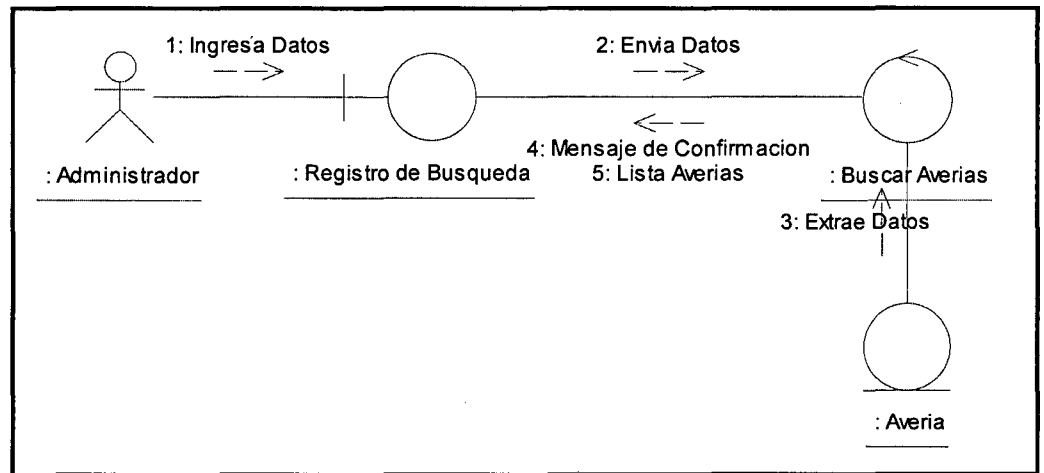 1: Ingresa Datos
2: Envia Datos
4: Mensaje de Confirmacion
5: Lista Averias
: Administrador
: Registro de Busqueda
: Buscar Averias
3: Extrae Datos
: Averia